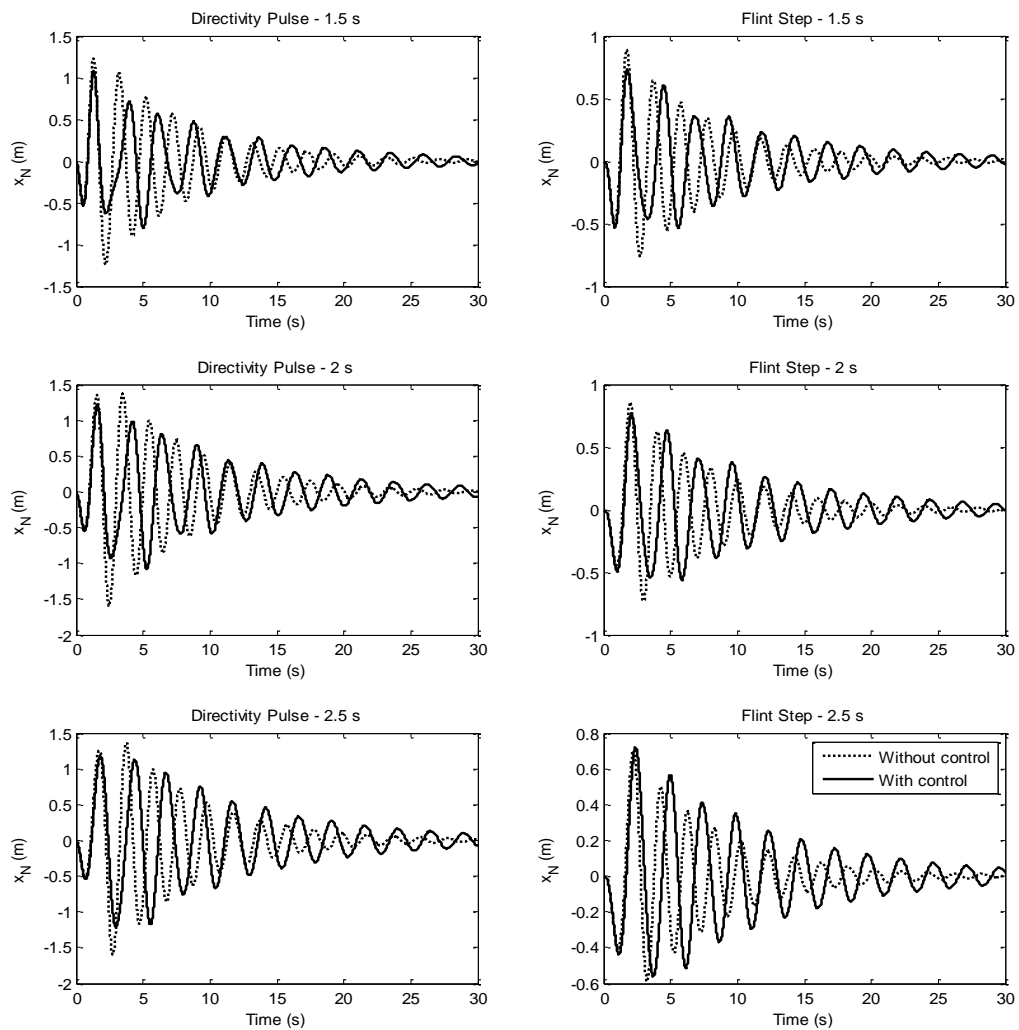 Directivity Pulse - 1.5 s
1.5
1
0.5
0
-0.5
-1
-1.5
x_N (m)
0 5 10 15 20 25 30
Time (s)
Flint Step - 1.5 s
1
0.5
0
-0.5
-1
x_N (m)
0 5 10 15 20 25 30
Time (s)
Directivity Pulse - 2 s
1.5
1
0.5
0
-0.5
-1
-1.5
-2
x_N (m)
0 5 10 15 20 25 30
Time (s)
Flint Step - 2 s
1
0.5
0
-0.5
-1
x_N (m)
0 5 10 15 20 25 30
Time (s)
Directivity Pulse - 2.5 s
1.5
1
0.5
0
-0.5
-1
-1.5
-2
x_N (m)
0 5 10 15 20 25 30
Time (s)
Flint Step - 2.5 s
0.8
0.6
0.4
0.2
0
-0.2
-0.4
-0.6
x_N (m)
Without control
With control
0 5 10 15 20 25 30
Time (s)